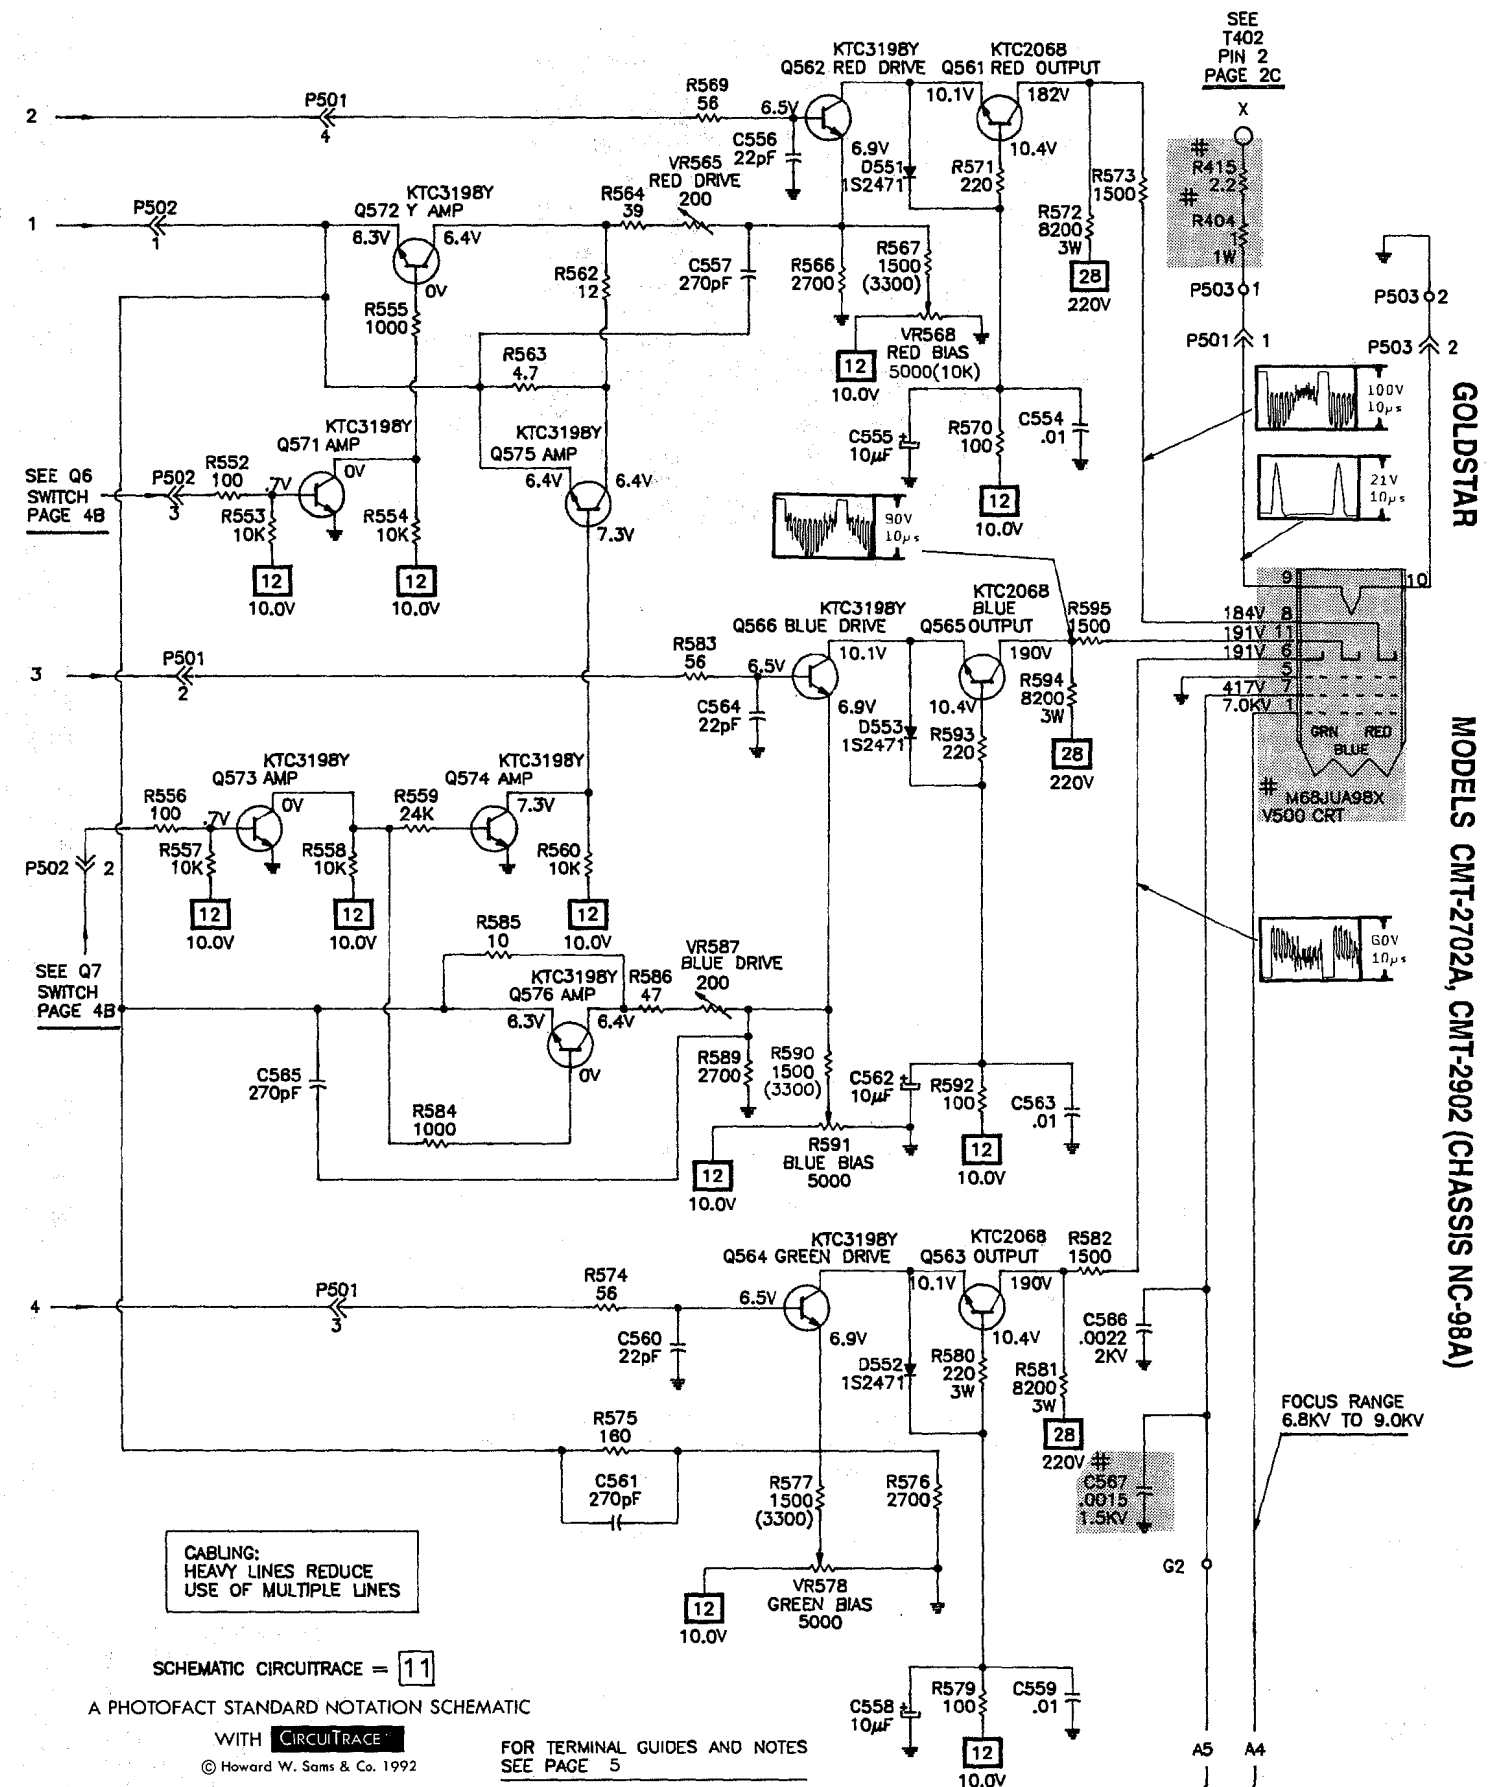 SEE
T402
PIN 2
PAGE 2C
X
KTC3198Y
Q562 RED DRIVE
KTC2068
Q561 RED OUTPUT
R569
56
6.5V
10.1V
182V
2
P501
4
C556
22pF
6.9V
D551
1S2471
10.4V
R571
220
R573
1500
#
R415
2.2
#
R404
1
1W
VR565
RED DRIVE
200
R564
39
KTC3198Y
Y AMP
Q572
6.3V
6.4V
0V
1
P502
1
R572
8200
3W
28
220V
R567
1500
(3300)
R566
2700
C557
270pF
R562
12
R555
1000
P503 1
P503 2
P501 1
P503 2
VR568
RED BIAS
5000(10K)
12
10.0V
R563
4.7
100V
10µs
GOLDSTAR
KTC3198Y
Q571 AMP
0V
KTC3198Y
Q575 AMP
6.4V
6.4V
7.3V
C555
10µF
R570
100
C554
.01
12
10.0V
SEE Q6
SWITCH
PAGE 4B
P502
3
R552
100
.7V
R553
10K
R554
10K
12
10.0V
12
10.0V
90V
10µs
21V
10µs
9
10
KTC3198Y
Q566 BLUE DRIVE
KTC2068
BLUE
Q565 OUTPUT
R595
1500
10.1V
190V
184V 8
191V 11
191V 6
5
417V 7
7.0KV 1
3
P501
2
R583
56
6.5V
C564
22pF
6.9V
D553
1S2471
10.4V
R593
220
R594
8200
3W
28
220V
GRN
BLUE
RED
#
M68JUA98X
V500 CRT
MODELS CMT-2702A, CMT-2902 (CHASSIS NC-98A)
KTC3198Y
Q573 AMP
0V
KTC3198Y
Q574 AMP
7.3V
R556
100
.7V
R557
10K
R558
10K
R559
24K
R560
10K
P502 2
12
10.0V
12
10.0V
12
10.0V
SEE Q7
SWITCH
PAGE 4B
R585
10
KTC3198Y
Q576 AMP
6.3V
6.4V
0V
R586
47
VR587
BLUE DRIVE
200
60V
10µs
C565
270pF
R584
1000
R589
2700
R590
1500
(3300)
C562
10µF
R592
100
C563
.01
R591
BLUE BIAS
5000
12
10.0V
12
10.0V
KTC3198Y
Q564 GREEN DRIVE
KTC2068
Q563 OUTPUT
R582
1500
10.1V
190V
4
P501
3
R574
56
6.5V
C560
22pF
6.9V
D552
1S2471
10.4V
R580
220
3W
R581
8200
3W
28
220V
C566
.0022
2KV
FOCUS RANGE
6.8KV TO 9.0KV
R575
160
C561
270pF
R577
1500
(3300)
R576
2700
#
C567
.0015
1.5KV
G2
VR578
GREEN BIAS
5000
12
10.0V
CABLING:
HEAVY LINES REDUCE
USE OF MULTIPLE LINES
SCHEMATIC CIRCUITRACE = 11
A PHOTOFACT STANDARD NOTATION SCHEMATIC
WITH CIRCUITRACE
© Howard W. Sams & Co. 1992
FOR TERMINAL GUIDES AND NOTES
SEE PAGE 5
C558
10µF
R579
100
C559
.01
12
10.0V
A5
A4